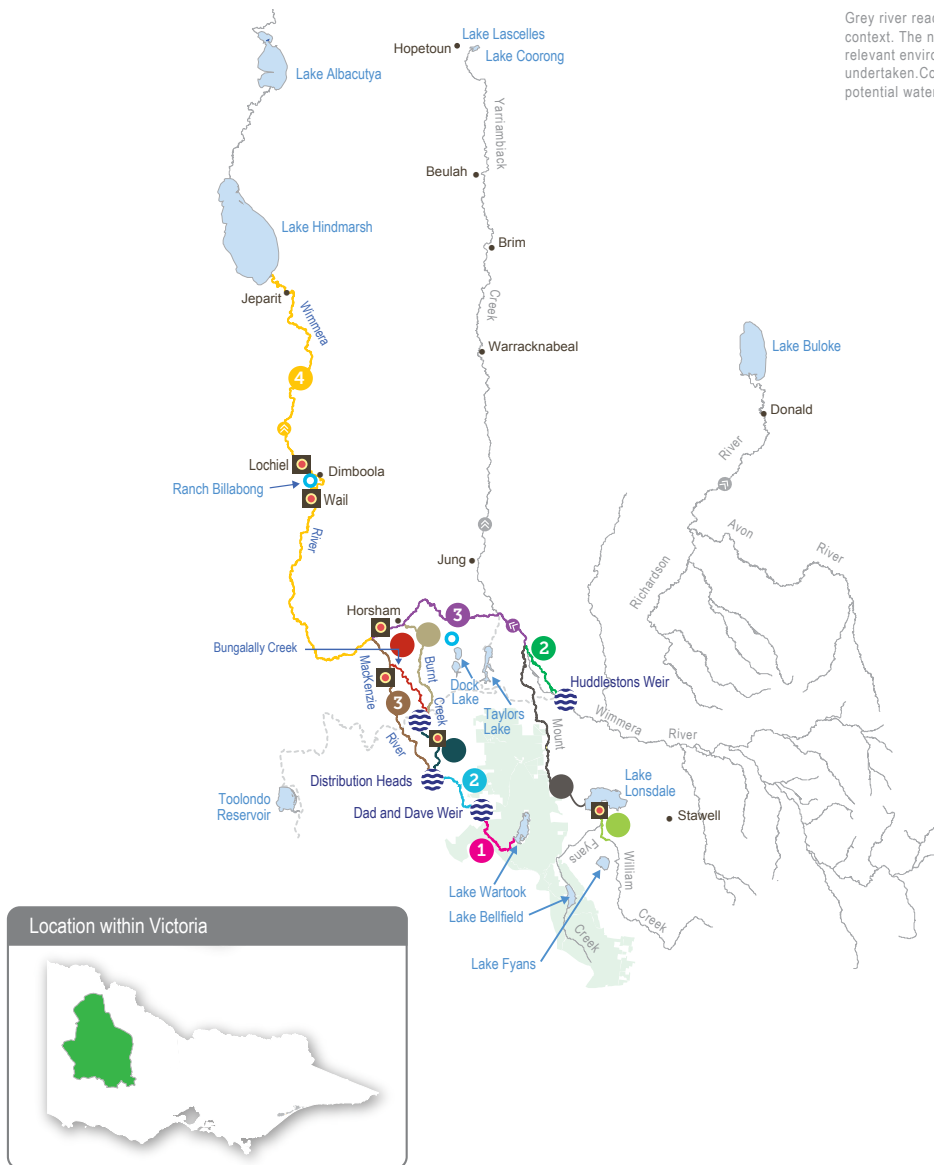 Grey river reac
context. The n
relevant enviro
undertaken.Co
potential water
Lake Lascelles
Hopetoun
Lake Coorong
Lake Albacutya
Yarriambiack
Beulah
Lake Hindmarsh
Brim
Jeparit
Wimmera
Creek
Warracknabeal
Lake Buloke
4
Donald
River
Lochiel
Dimboola
Ranch Billabong
Wail
River
Avon
River
Jung
Richardson
Horsham
3
2
Bungalally Creek
MacKenzie
Burnt
Creek
Dock
Lake
Taylors
Lake
Huddlestons Weir
3
River
Mount
Wimmera
River
Distribution Heads
2
Lake
Lonsdale
Toolondo
Reservoir
Dad and Dave Weir
Stawell
1
Fyans
William
Creek
Lake Wartook
Lake Bellfield
Creek
Lake Fyans
Location within Victoria